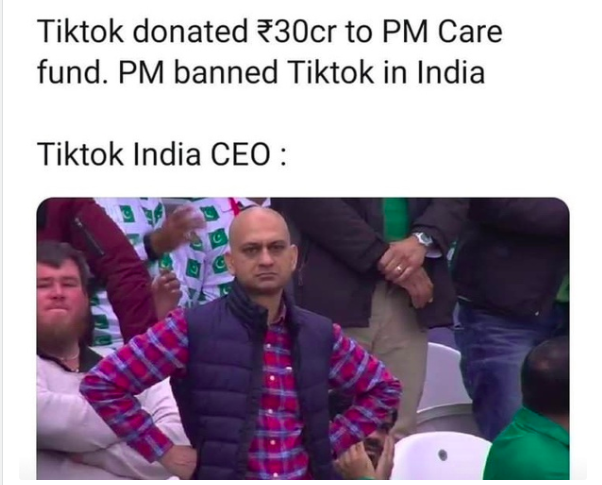 Tiktok donated ₹30cr to PM Care
fund. PM banned Tiktok in India
Tiktok India CEO :